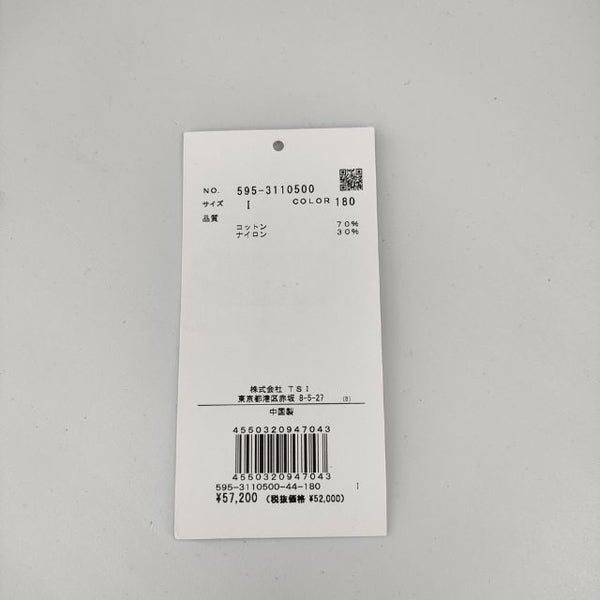 NO. 595-3110500
サイズ I COLOR 180
品質
コットン 70%
ナイロン 30%
株式会社 TSI
東京都港区赤坂 8-5-27 (B)
中国製
4550320947043
4550320947043
595-3110500-44-180 I
¥57,200 (税抜価格 ¥52,000)